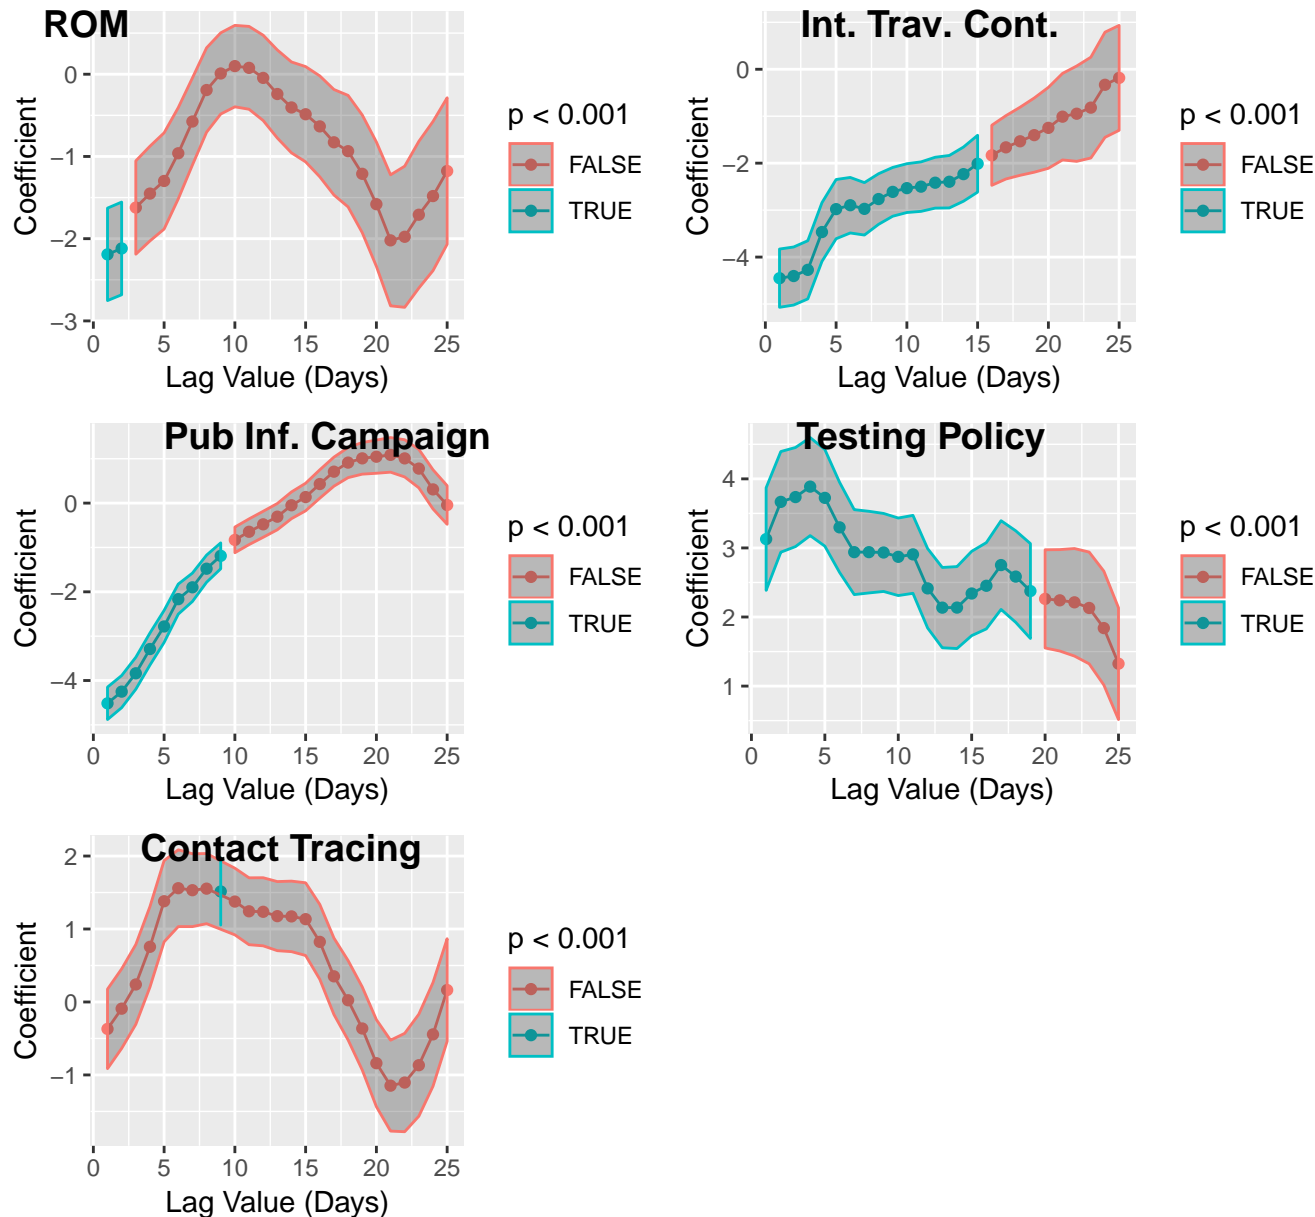 ROM
0
−1
−2
−3
Coefficient
0 5 10 15 20 25
Lag Value (Days)
p < 0.001
FALSE
TRUE
Int. Trav. Cont.
0
−2
−4
Coefficient
0 5 10 15 20 25
Lag Value (Days)
p < 0.001
FALSE
TRUE
Pub Inf. Campaign
0
−2
−4
Coefficient
0 5 10 15 20 25
Lag Value (Days)
p < 0.001
FALSE
TRUE
Testing Policy
4
3
2
1
Coefficient
0 5 10 15 20 25
Lag Value (Days)
p < 0.001
FALSE
TRUE
Contact Tracing
2
1
0
−1
Coefficient
0 5 10 15 20 25
Lag Value (Days)
p < 0.001
FALSE
TRUE